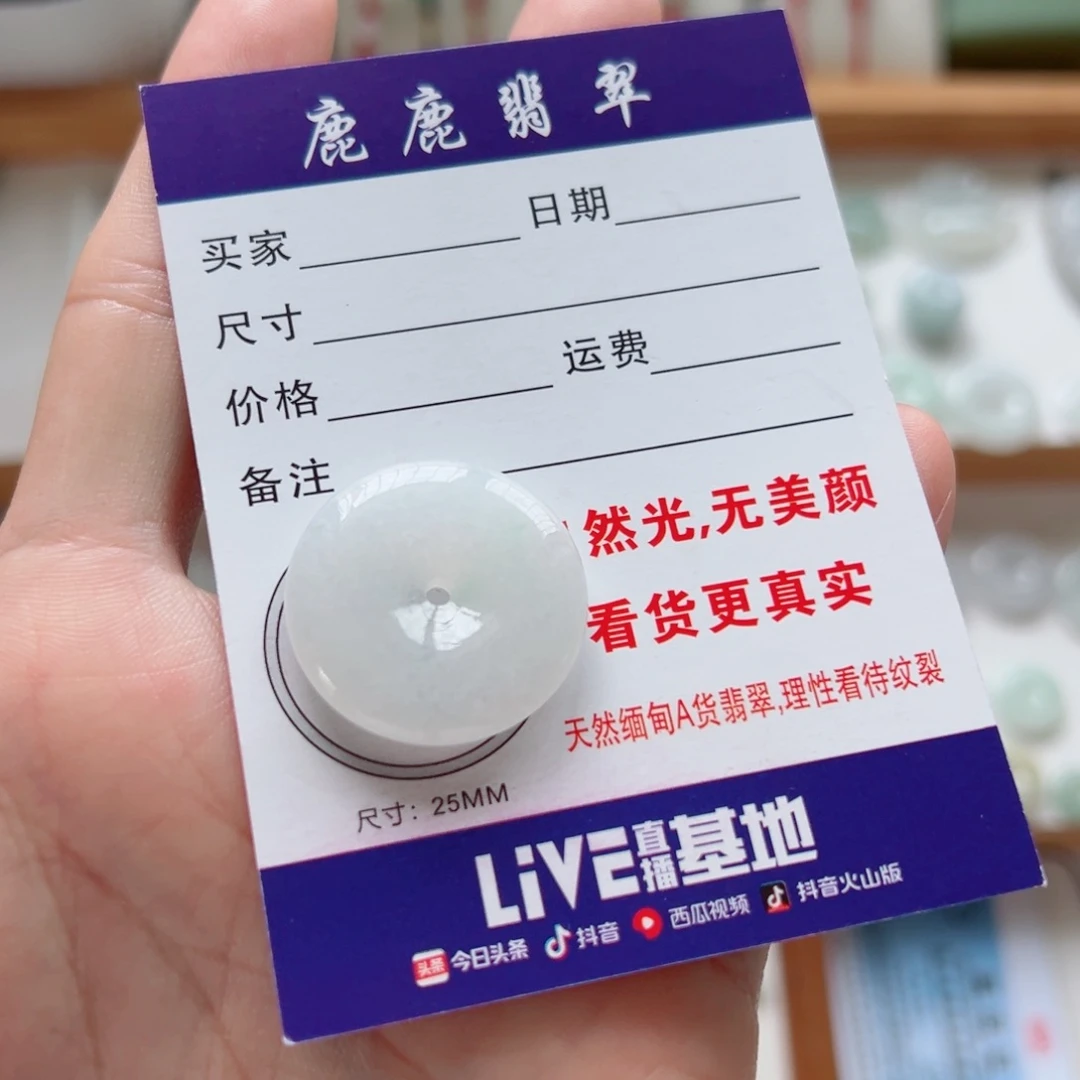 鹿鹿翡翠
买家 日期
尺寸
价格 运费
备注
然光,无美颜
看货更真实
天然缅甸A货翡翠,理性看待纹裂
尺寸：25MM
LiVE直播基地
头条 今日头条 抖音 西瓜视频 抖音火山版